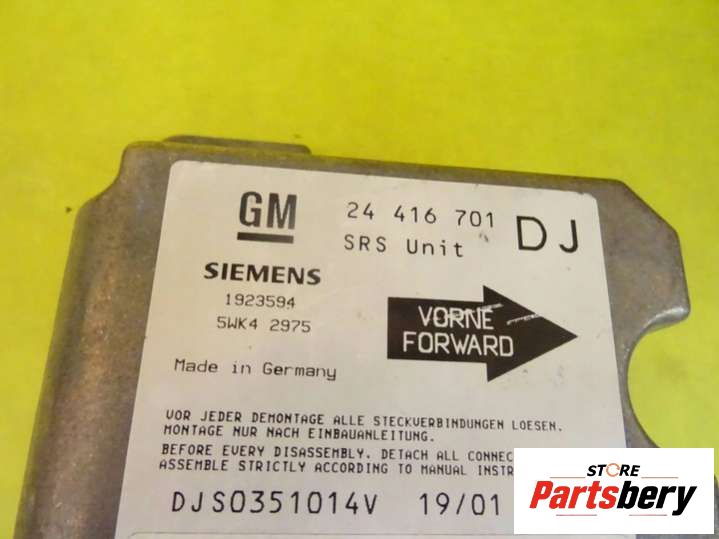 GM
24 416 701
DJ
SRS Unit
SIEMENS
1923594
5WK4 2975
VORNE
FORWARD
Made in Germany
VOR JEDER DEMONTAGE ALLE STECKVERBINDUNGEN LOESEN.
MONTAGE NUR NACH EINBAUANLEITUNG.
BEFORE EVERY DISASSEMBLY. DETACH ALL
ASSEMBLE STRICTLY ACCORDING TO MANUAL
DJS0351014V 19/01
STORE
Partsbery